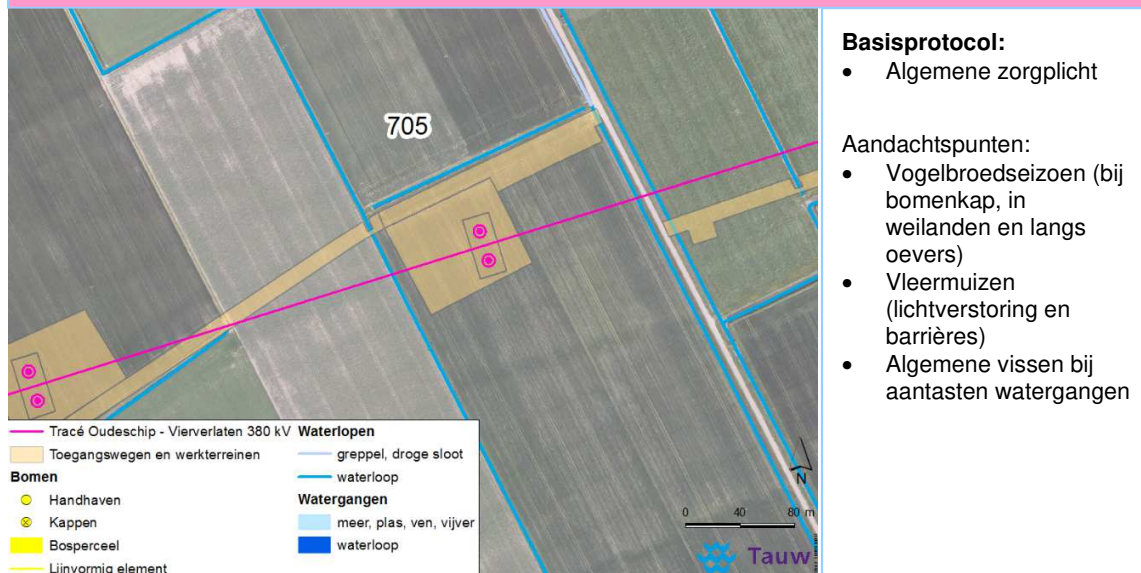 705
Tracé Oudeschip - Vierverlaten 380 kV
Toegangswegen en werkterreinen
Bomen
Handhaven
Kappen
Bosperceel
Lijnvormig element
Waterlopen
greppel, droge sloot
waterloop
Watergangen
meer, plas, ven, vijver
waterloop
N
0 40 80 m
Tauw
Basisprotocol:
• Algemene zorgplicht
Aandachtspunten:
• Vogelbroedseizoen (bij
bomenkap, in
weilanden en langs
oevers)
• Vleermuizen
(lichtverstoring en
barrières)
• Algemene vissen bij
aantasten watergangen